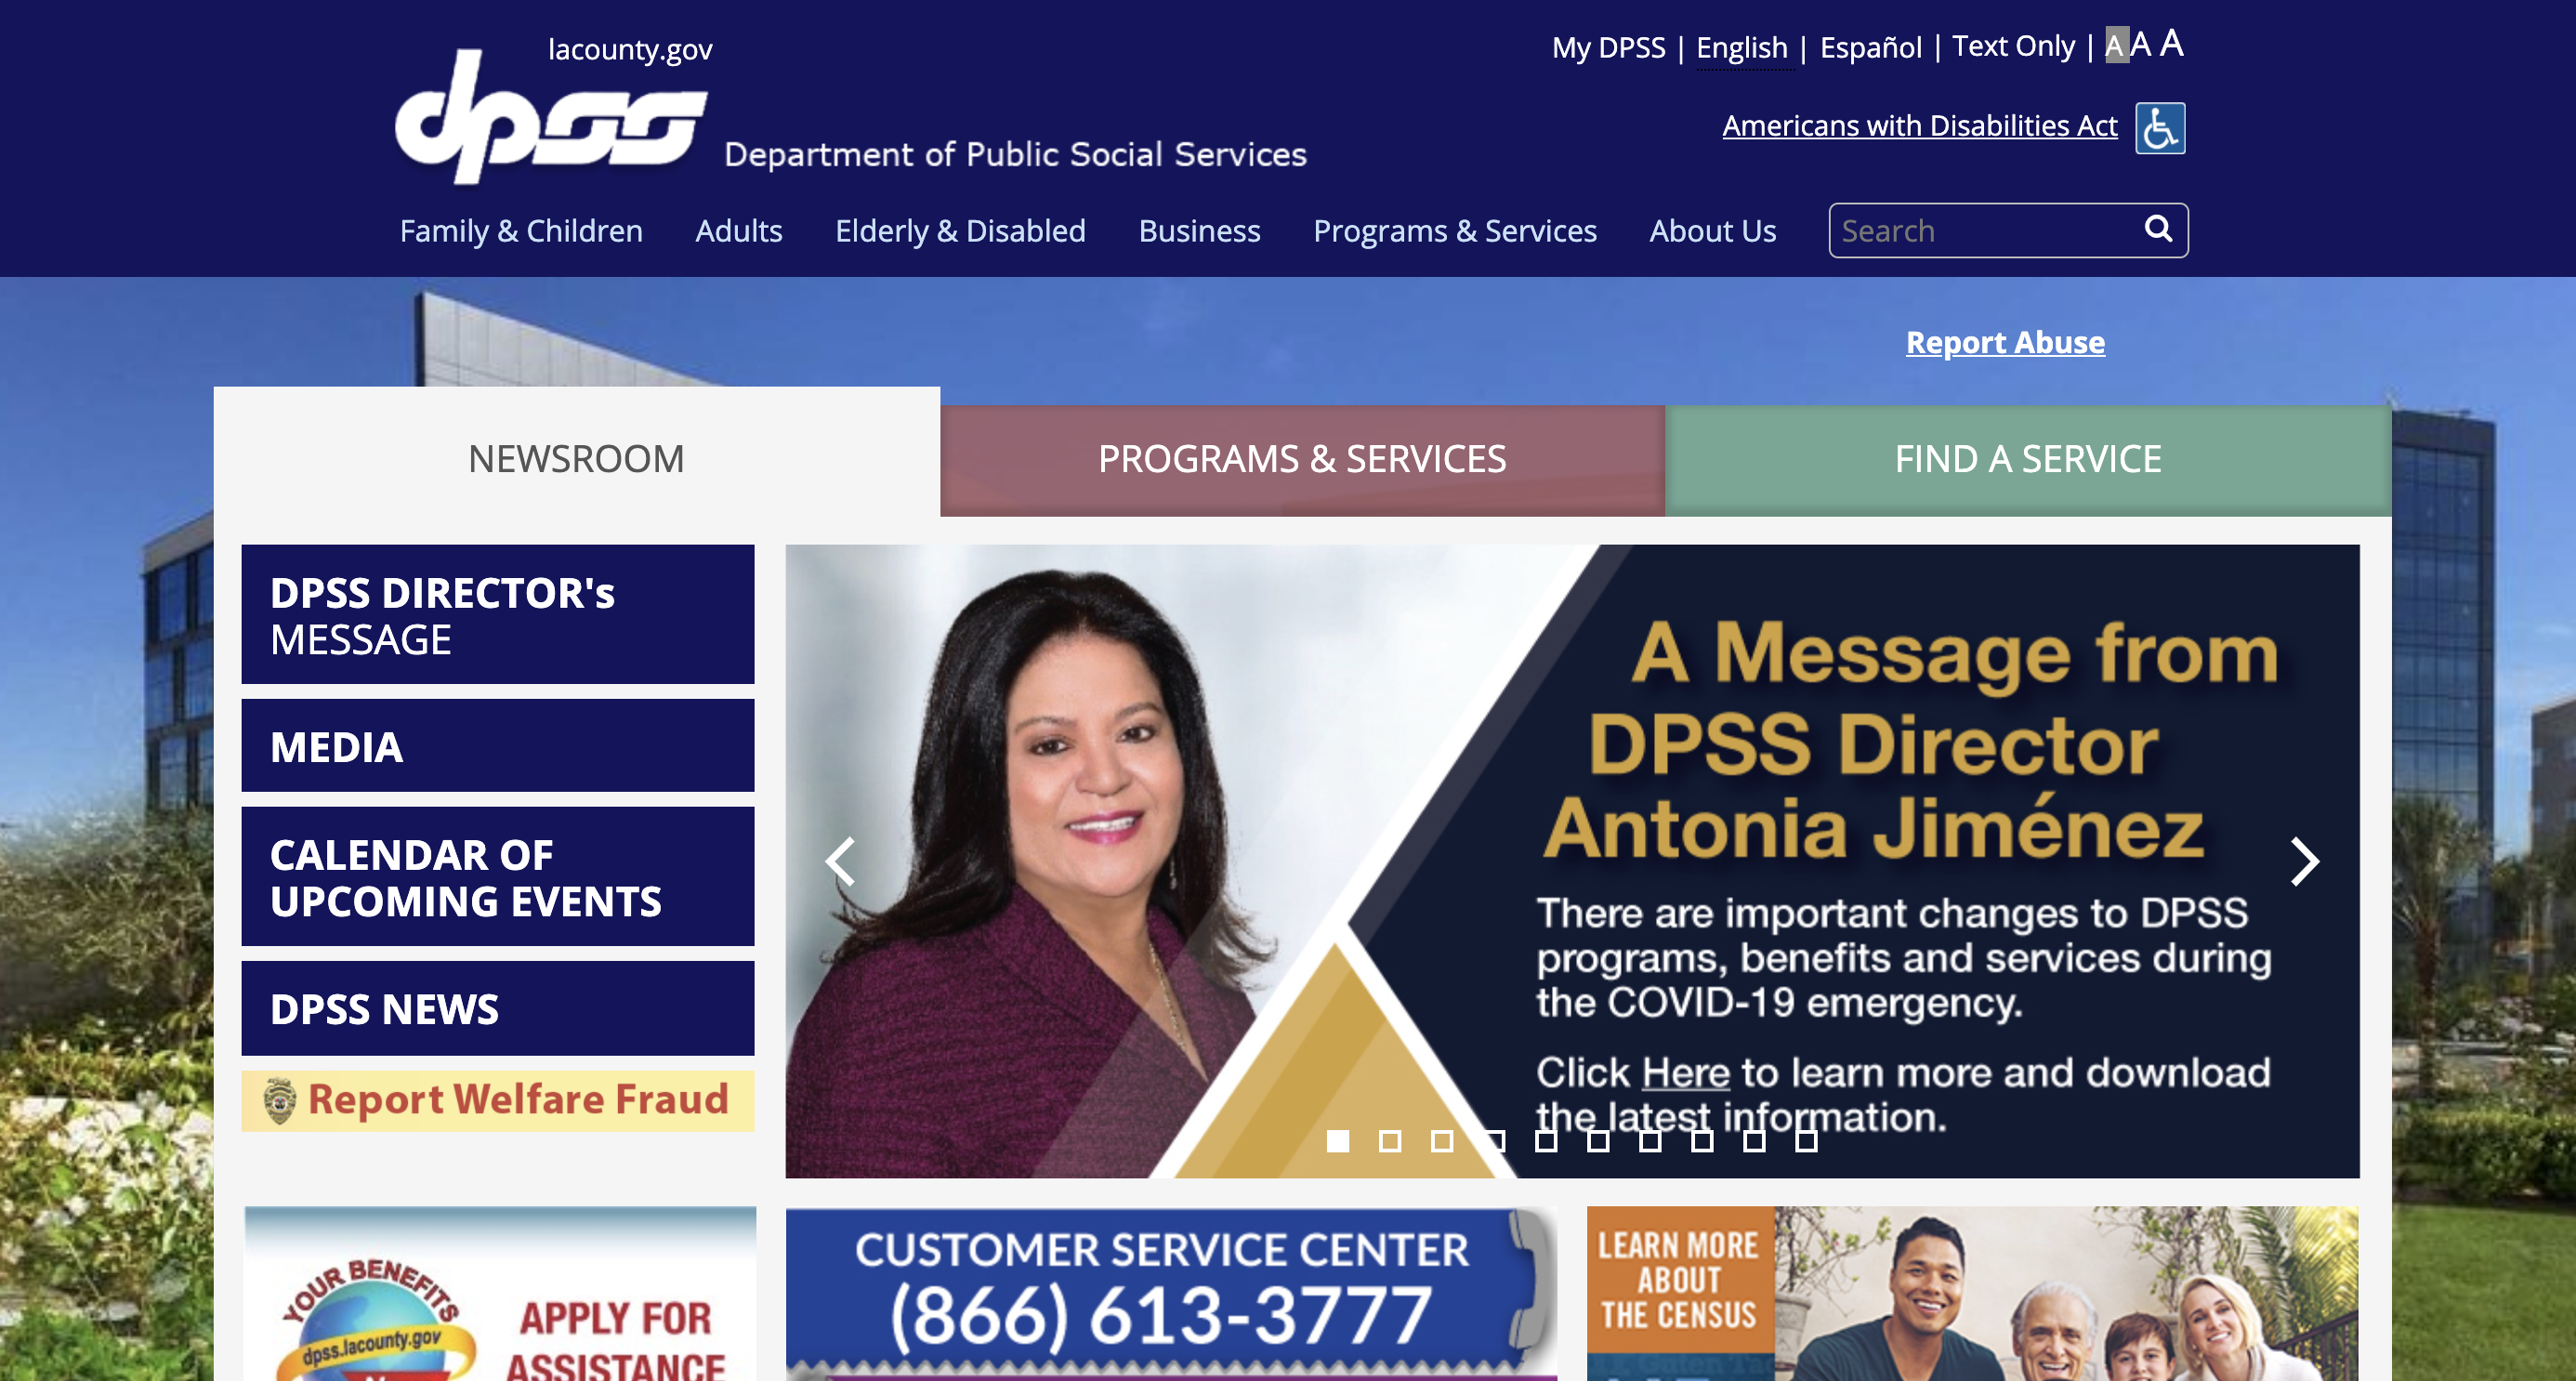 lacounty.gov
dpss
Department of Public Social Services
My DPSS | English | Español | Text Only | A A A
Americans with Disabilities Act
Family & Children Adults Elderly & Disabled Business Programs & Services About Us Search
Report Abuse
NEWSROOM PROGRAMS & SERVICES FIND A SERVICE
DPSS DIRECTOR's
MESSAGE
MEDIA
CALENDAR OF
UPCOMING EVENTS
DPSS NEWS
Report Welfare Fraud
A Message from
DPSS Director
Antonia Jiménez
There are important changes to DPSS
programs, benefits and services during
the COVID-19 emergency.
Click Here to learn more and download
the latest information.
YOUR BENEFITS
dpss.lacounty.gov
APPLY FOR
ASSISTANCE
CUSTOMER SERVICE CENTER
(866) 613-3777
LEARN MORE
ABOUT
THE CENSUS